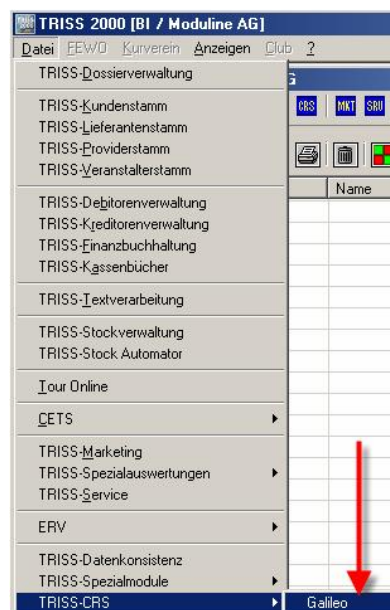 TRISS 2000 [BI / Moduline AG]
Datei FEWO Kurverein Anzeigen Club ?
TRISS-Dossierverwaltung
G
TRISS-Kundenstamm
CRS MKT SRV
TRISS-Lieferantenstamm
TRISS-Providerstamm
TRISS-Veranstalterstamm
Name
TRISS-Debitorenverwaltung
TRISS-Kreditorenverwaltung
TRISS-Finanzbuchhaltung
TRISS-Kassenbücher
TRISS-Textverarbeitung
TRISS-Stockverwaltung
TRISS-Stock Automator
Tour Online
CETS
TRISS-Marketing
TRISS-Spezialauswertungen
TRISS-Service
ERV
TRISS-Datenkonsistenz
TRISS-Spezialmodule
TRISS-CRS Galileo